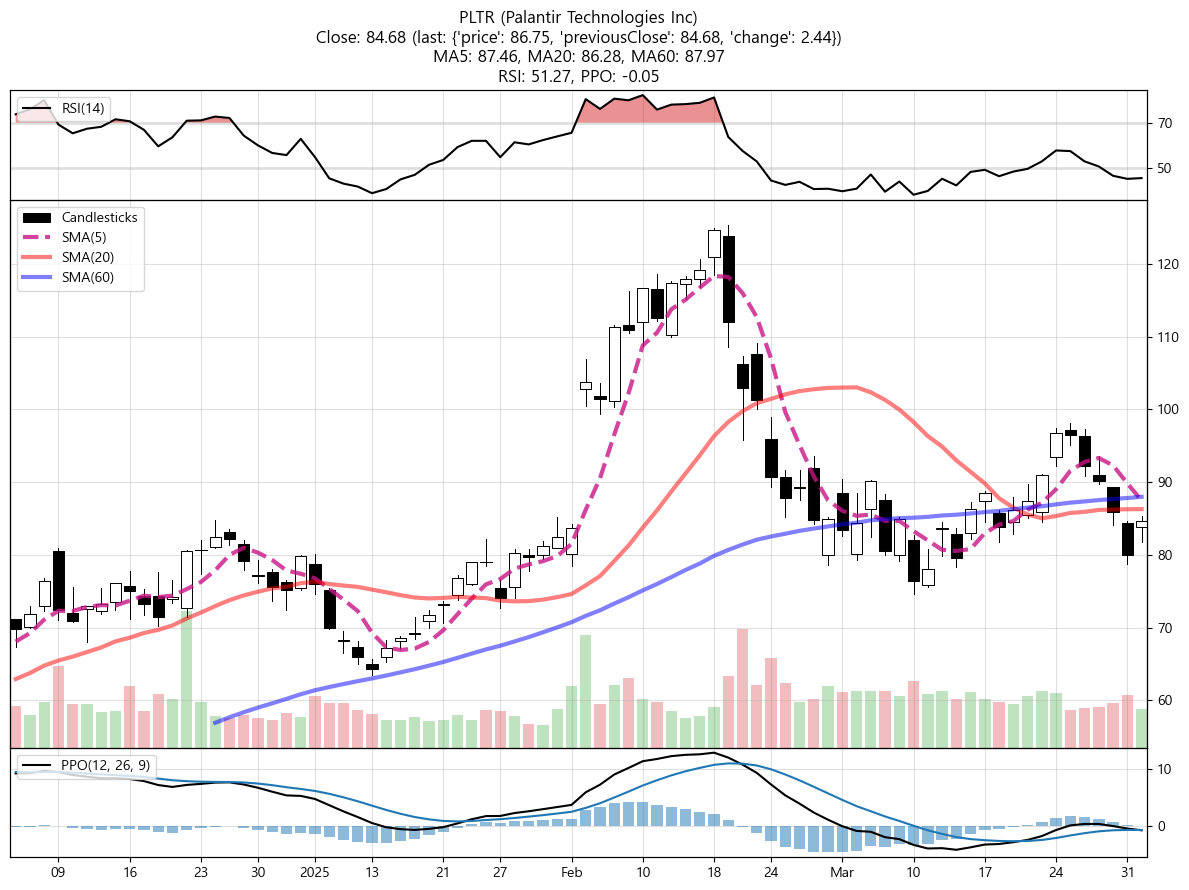 PLTR (Palantir Technologies Inc)
Close: 84.68 (last: {'price': 86.75, 'previousClose': 84.68, 'change': 2.44})
MA5: 87.46, MA20: 86.28, MA60: 87.97
RSI: 51.27, PPO: -0.05
RSI(14)
70
50
Candlesticks
SMA(5)
SMA(20)
SMA(60)
120
110
100
90
80
70
60
PPO(12, 26, 9)
10
0
09 16 23 30 2025 13 21 27 Feb 10 18 24 Mar 10 17 24 31